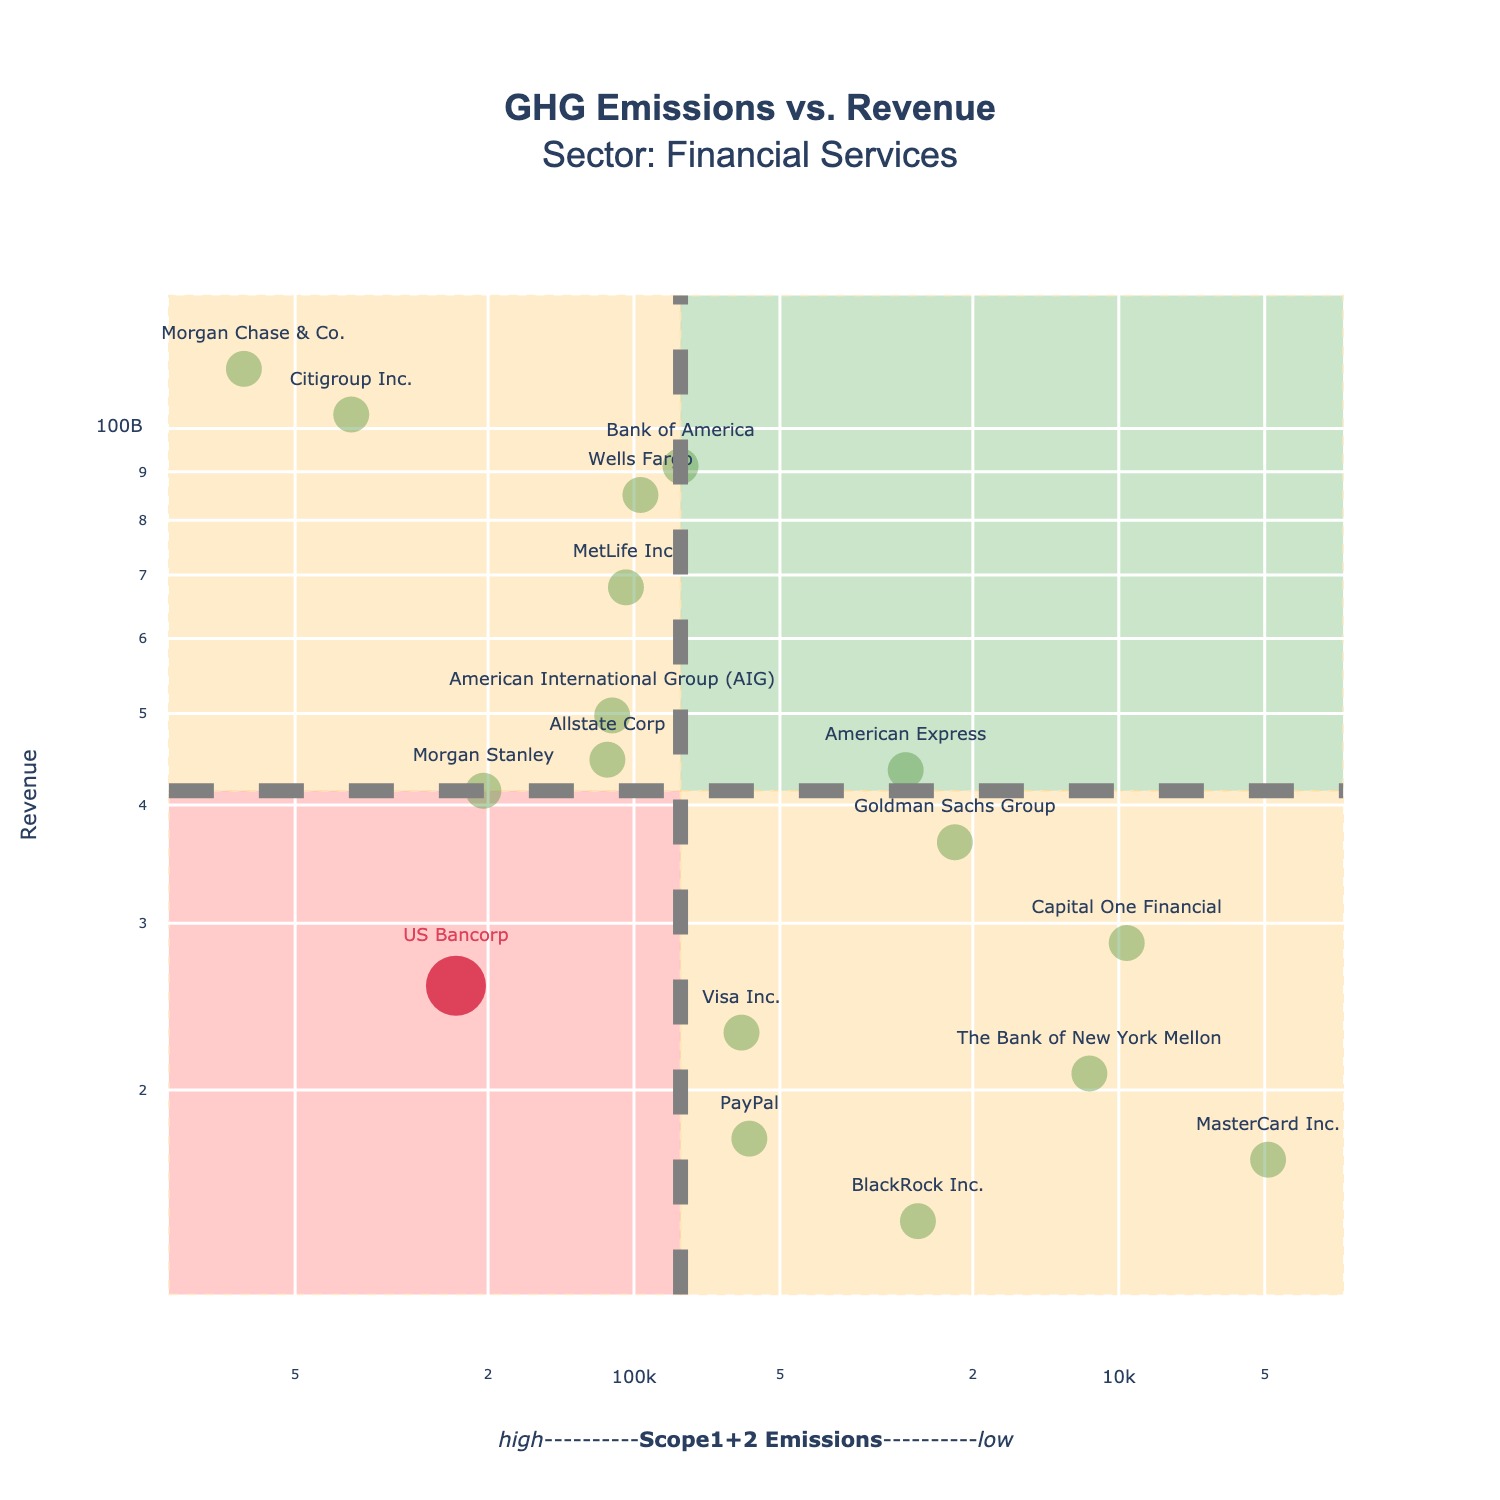 GHG Emissions vs. Revenue
Sector: Financial Services
Morgan Chase & Co.
Citigroup Inc.
100B
Bank of America
Wells Fargo
9
8
MetLife Inc
7
6
American International Group (AIG)
5
Allstate Corp
American Express
Morgan Stanley
4
Goldman Sachs Group
Revenue
Capital One Financial
3
US Bancorp
Visa Inc.
The Bank of New York Mellon
2
PayPal
MasterCard Inc.
BlackRock Inc.
5
2
100k
5
2
10k
5
high----------Scope1+2 Emissions----------low